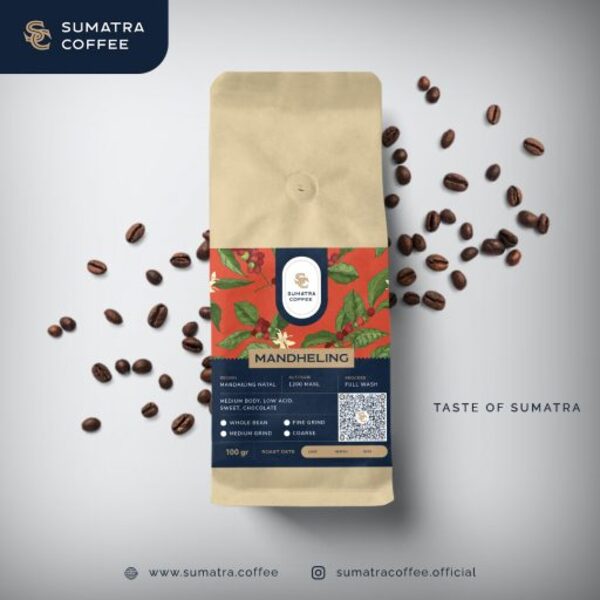 SUMATRA
COFFEE
SUMATRA
COFFEE
MANDHELING
REGION ALTITUDE PROCESS
MANDAILING NATAL 1,200 MASL FULL WASH
MEDIUM BODY, LOW ACID,
SWEET, CHOCOLATE
WHOLE BEAN FINE GRIND
MEDIUM GRIND COARSE
100 gr ROAST DATE
TASTE OF SUMATRA
www.sumatra.coffee sumatracoffee.official